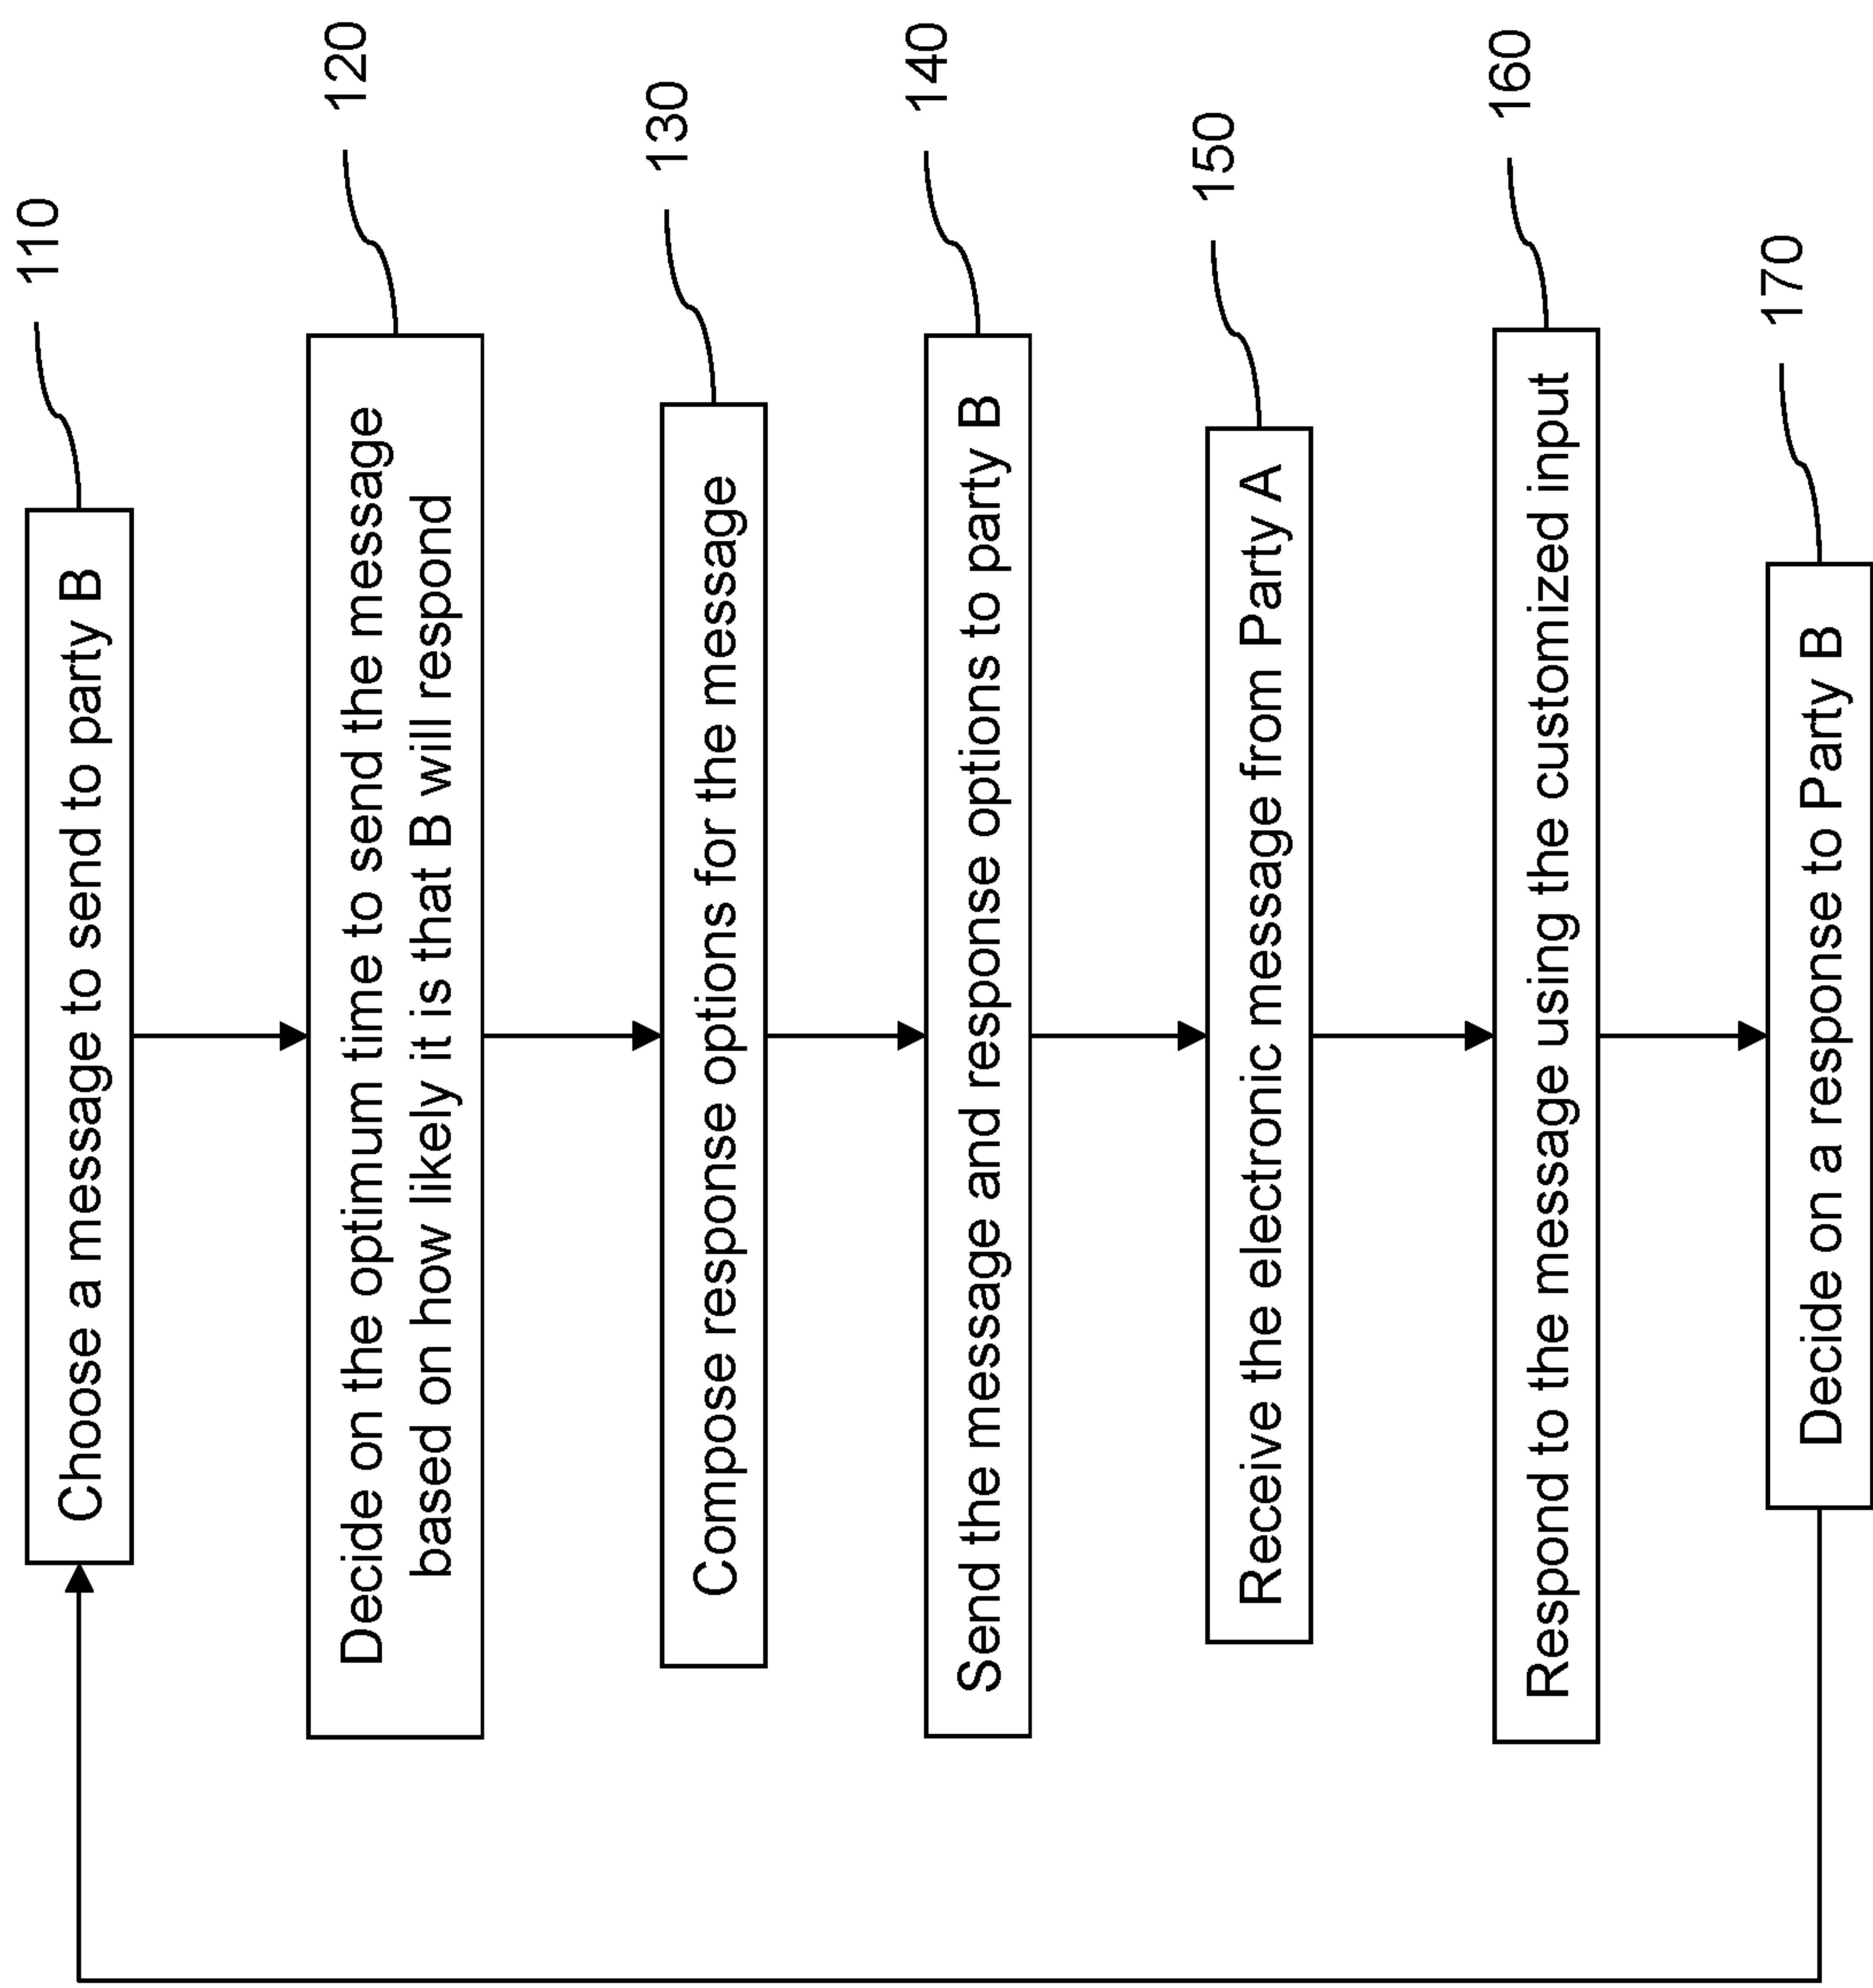 110
Choose a message to send to party B
120
Decide on the optimum time to send the message
based on how likely it is that B will respond
130
Compose response options for the message
140
Send the message and response options to party B
150
Receive the electronic message from Party A
160
Respond to the message using the customized input
170
Decide on a response to Party B